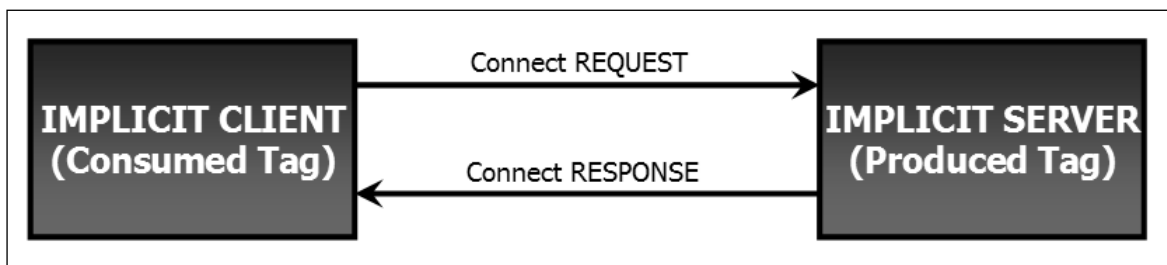 Connect REQUEST
IMPLICIT CLIENT
(Consumed Tag)
IMPLICIT SERVER
(Produced Tag)
Connect RESPONSE